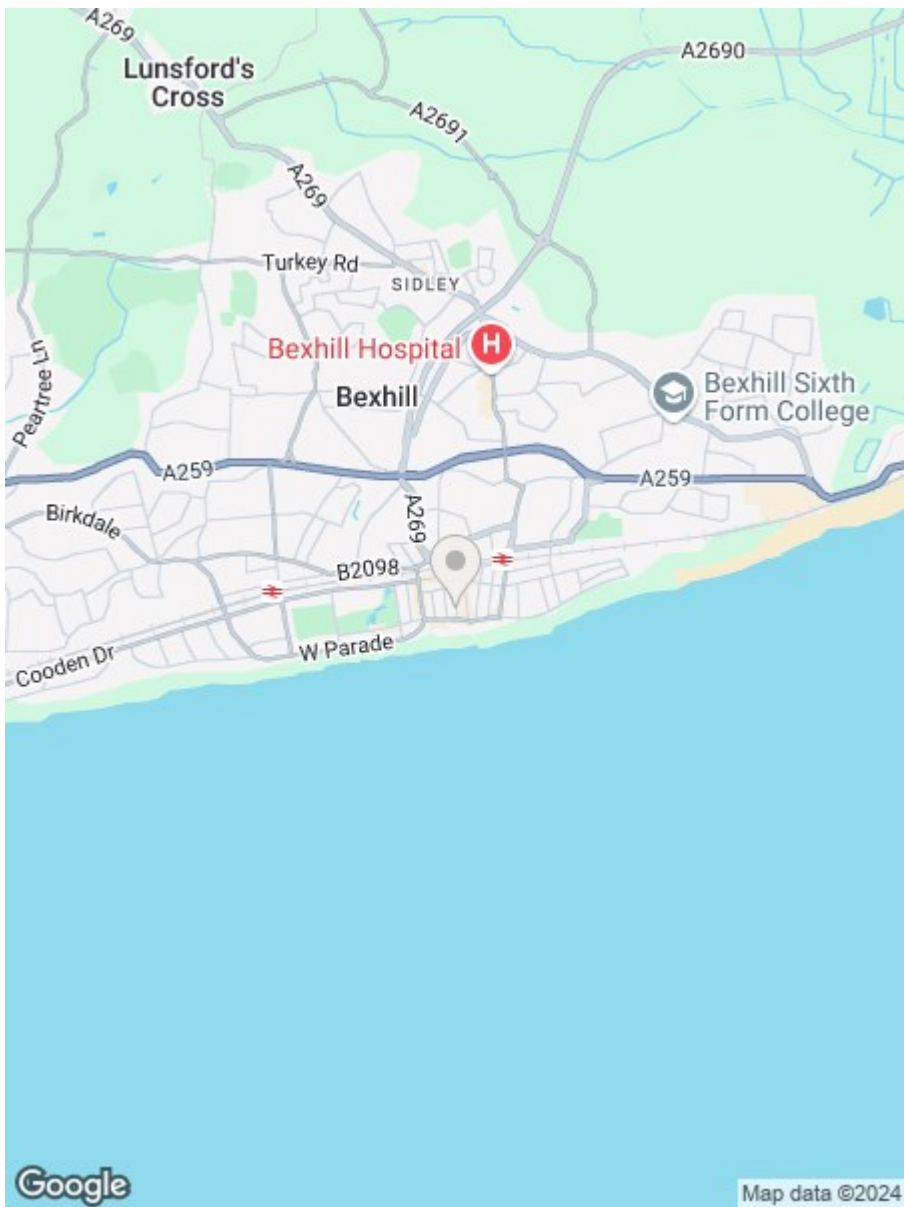 A269
A2690
Lunsford's
Cross
A2691
A269
Turkey Rd
SIDLEY
Peartree Ln
Bexhill Hospital
H
Bexhill
Bexhill Sixth
Form College
A259
A259
Birkdale
A269
B2098
W Parade
Cooden Dr
Google
Map data ©2024